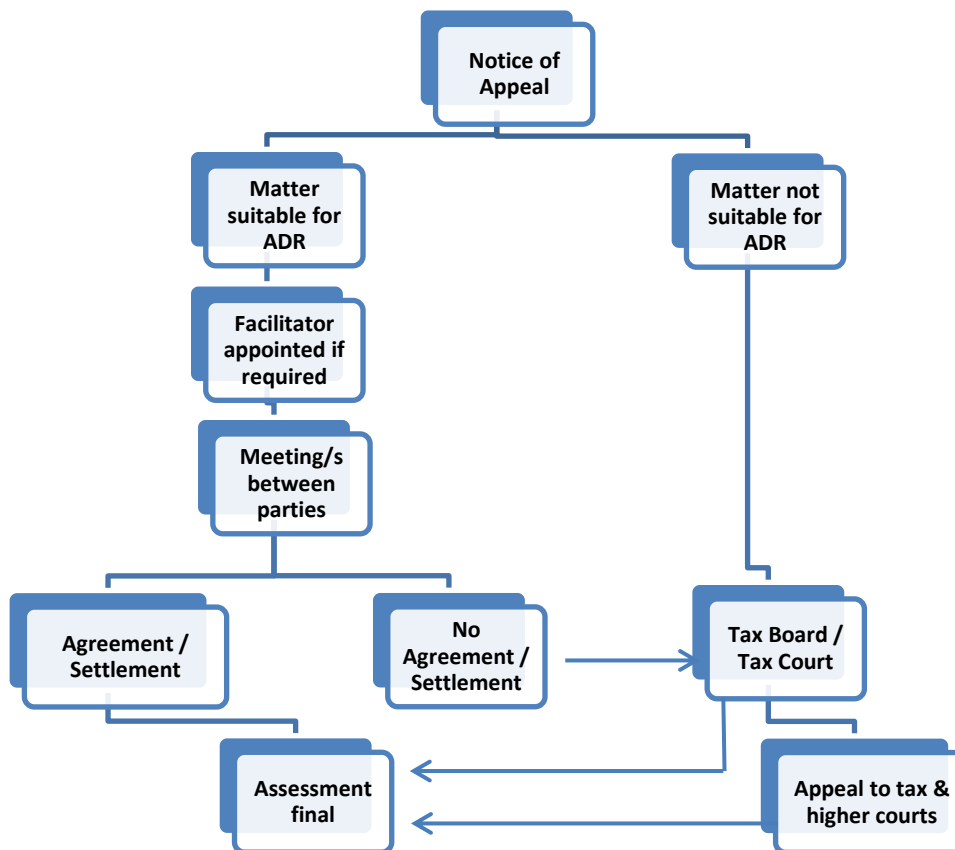 Notice of
Appeal
Matter
suitable for
ADR
Matter not
suitable for
ADR
Facilitator
appointed if
required
Meeting/s
between
parties
Agreement /
Settlement
No
Agreement /
Settlement
Tax Board /
Tax Court
Assessment
final
Appeal to tax &
higher courts